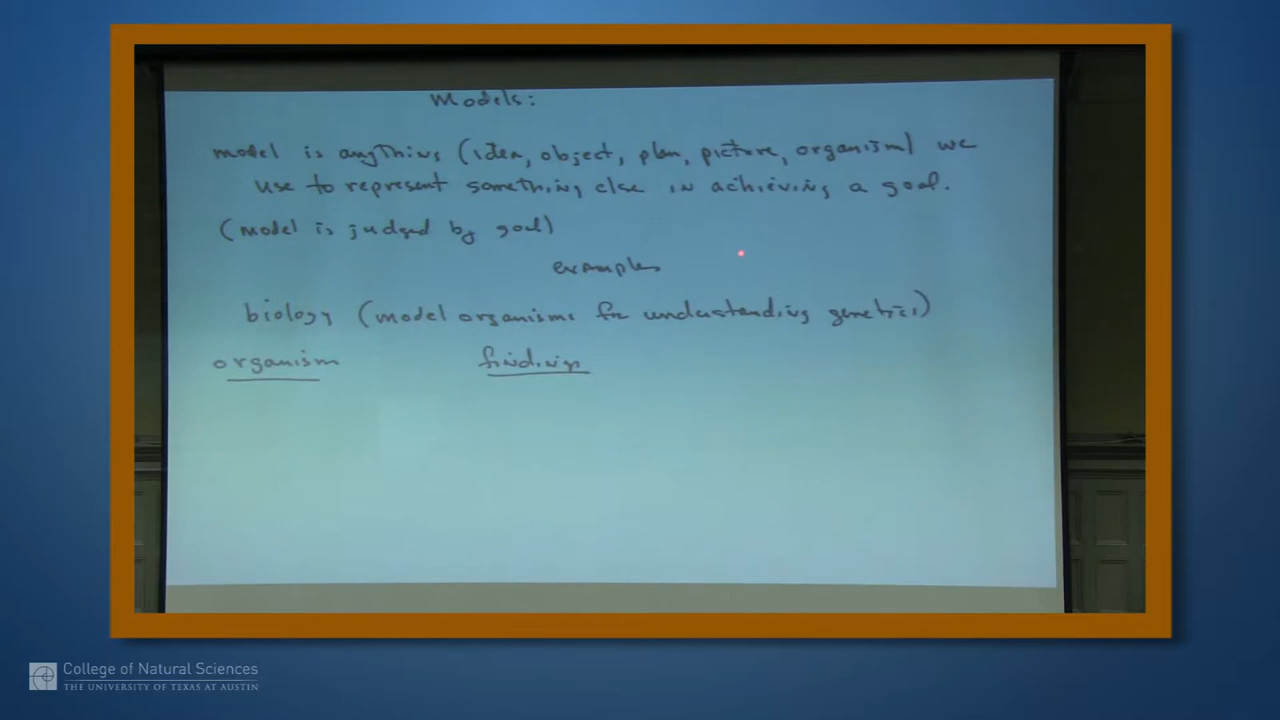 Models:
model is anything (idea, object, plan, picture, organism) we
use to represent something else in achieving a goal.
(model is judged by goal)
examples
biology (model organisms for understanding genetics)
organism findings
College of Natural Sciences
THE UNIVERSITY OF TEXAS AT AUSTIN